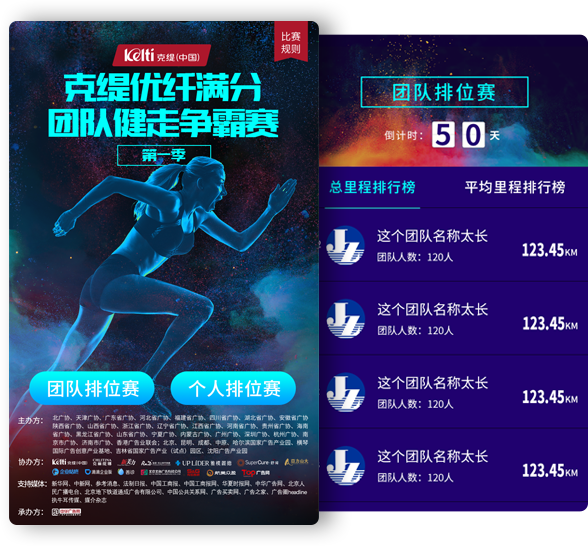 比赛
规则
Kelti 克缇(中国)
克缇优纤满分
团队健走争霸赛
第一季
团队排位赛
个人排位赛
主办方：
北广协、天津广协、广东省广协、河北省广协、福建省广协、四川省广协、湖北省广协、安徽省广协
陕西省广协、山西省广协、浙江省广协、辽宁省广协、江西省广协、河南省广协、贵州省广协、海南
省广协、黑龙江省广协、山东省广协、宁夏广协、内蒙古广协、广州广协、深圳广协、杭州广协、南
京市广协、济南市广协、香港广告业联会；北京、昆明、成都、中原、哈尔滨国家广告产业园、横琴
国际广告创意产业基地、吉林省国家广告产业（试点）园区、沈阳广告产业园
协办方：
Kelti
UPLIDER
SuperCure
Top广告网
支持媒体：
新华网、中新网、参考消息、法制日报、中国工商报、中国工商报网、华夏时报网、中华广告网、北京人
民广播电台、北京地下铁道通成广告有限公司、中国公共关系网、广告买卖网、广告之家、广告圈headline
执牛耳传媒、媒介杂志
承办方：
团队排位赛
倒计时： 5 0 天
总里程排行榜
平均里程排行榜
这个团队名称太长
团队人数：120人
123.45KM
这个团队名称太长
团队人数：120人
123.45KM
这个团队名称太长
团队人数：120人
123.45KM
这个团队名称太长
团队人数：120人
123.45KM